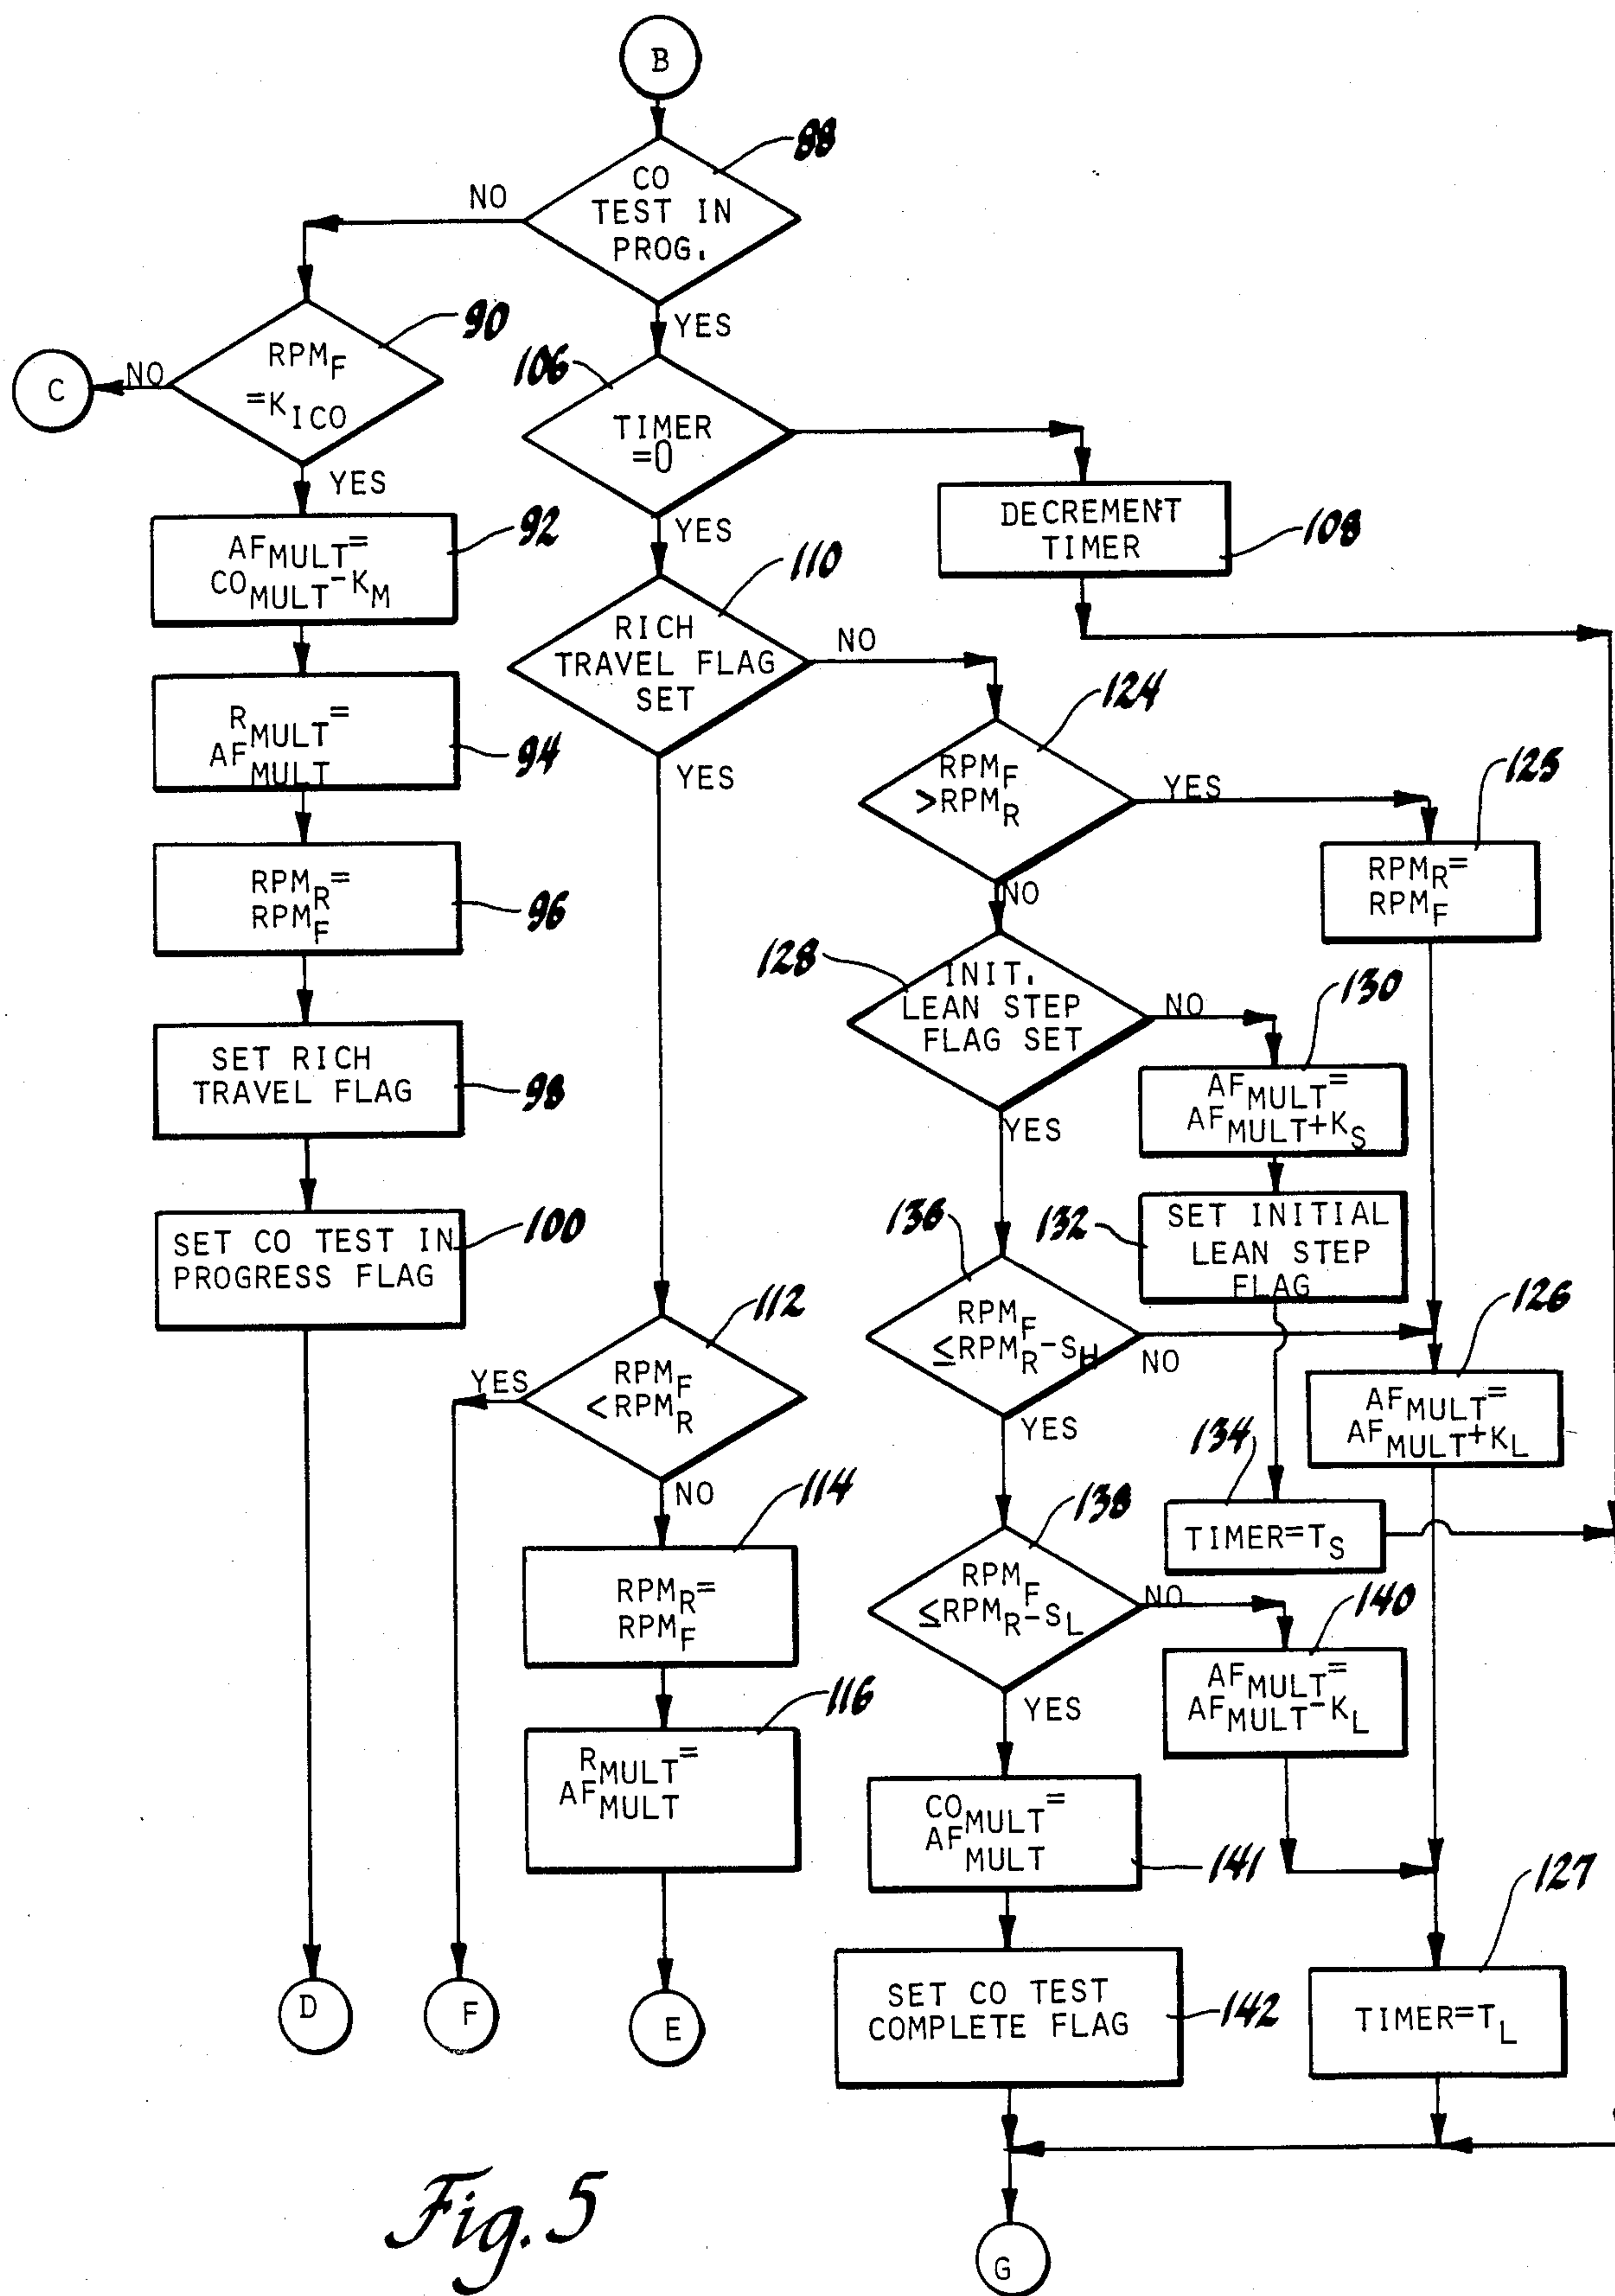 B
88
CO
TEST IN
PROG.
NO
YES
90
RPMF
=KICO
NO
C
YES
106
TIMER
=0
YES
DECREMENT
TIMER
108
92
AFMULT=
COMULT-KM
110
RICH
TRAVEL FLAG
SET
NO
YES
94
RMULT=
AFMULT
124
RPMF
>RPMR
YES
NO
125
RPMR=
RPMF
96
RPMR=
RPMF
128
INIT.
LEAN STEP
FLAG SET
NO
YES
130
AFMULT=
AFMULT+KS
SET RICH
TRAVEL FLAG
98
132
SET INITIAL
LEAN STEP
FLAG
SET CO TEST IN
PROGRESS FLAG
100
136
RPMF
≤RPMR-SH
NO
YES
126
AFMULT=
AFMULT+KL
112
RPMF
<RPMR
YES
NO
134
TIMER=TS
114
RPMR=
RPMF
138
RPMF
≤RPMR-SL
NO
YES
140
AFMULT=
AFMULT-KL
116
RMULT=
AFMULT
COMULT=
AFMULT
141
127
TIMER=TL
SET CO TEST
COMPLETE FLAG
142
D
F
E
G
Fig. 5